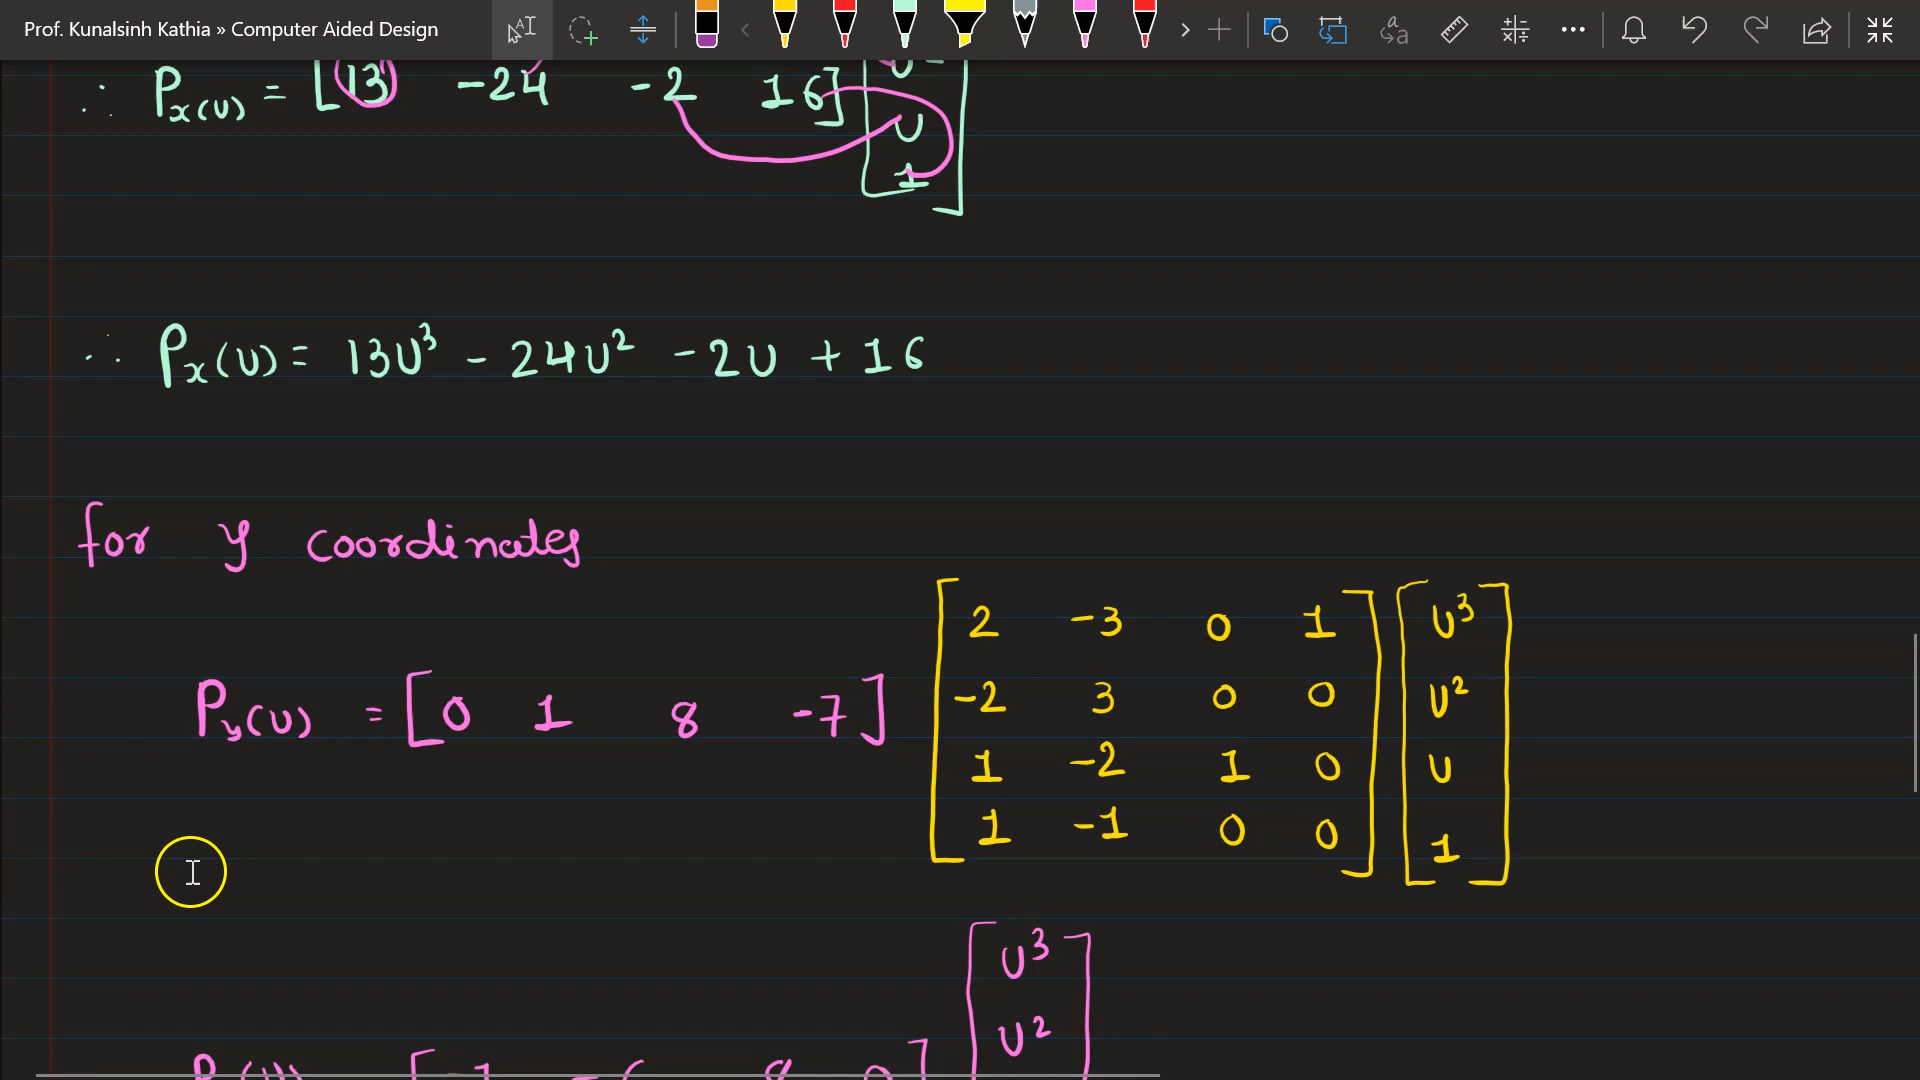 Prof. Kunalsinh Kathia » Computer Aided Design
∴ Px(U) = [13 -24 -2 16]
U
1
∴ Px(U) = 13U³ - 24U² - 2U + 16
for y coordinates
2 -3 0 1 U³
-2 3 0 0 U²
Py(U) = [0 1 8 -7]
1 -2 1 0 U
1 -1 0 0 1
U³
U²